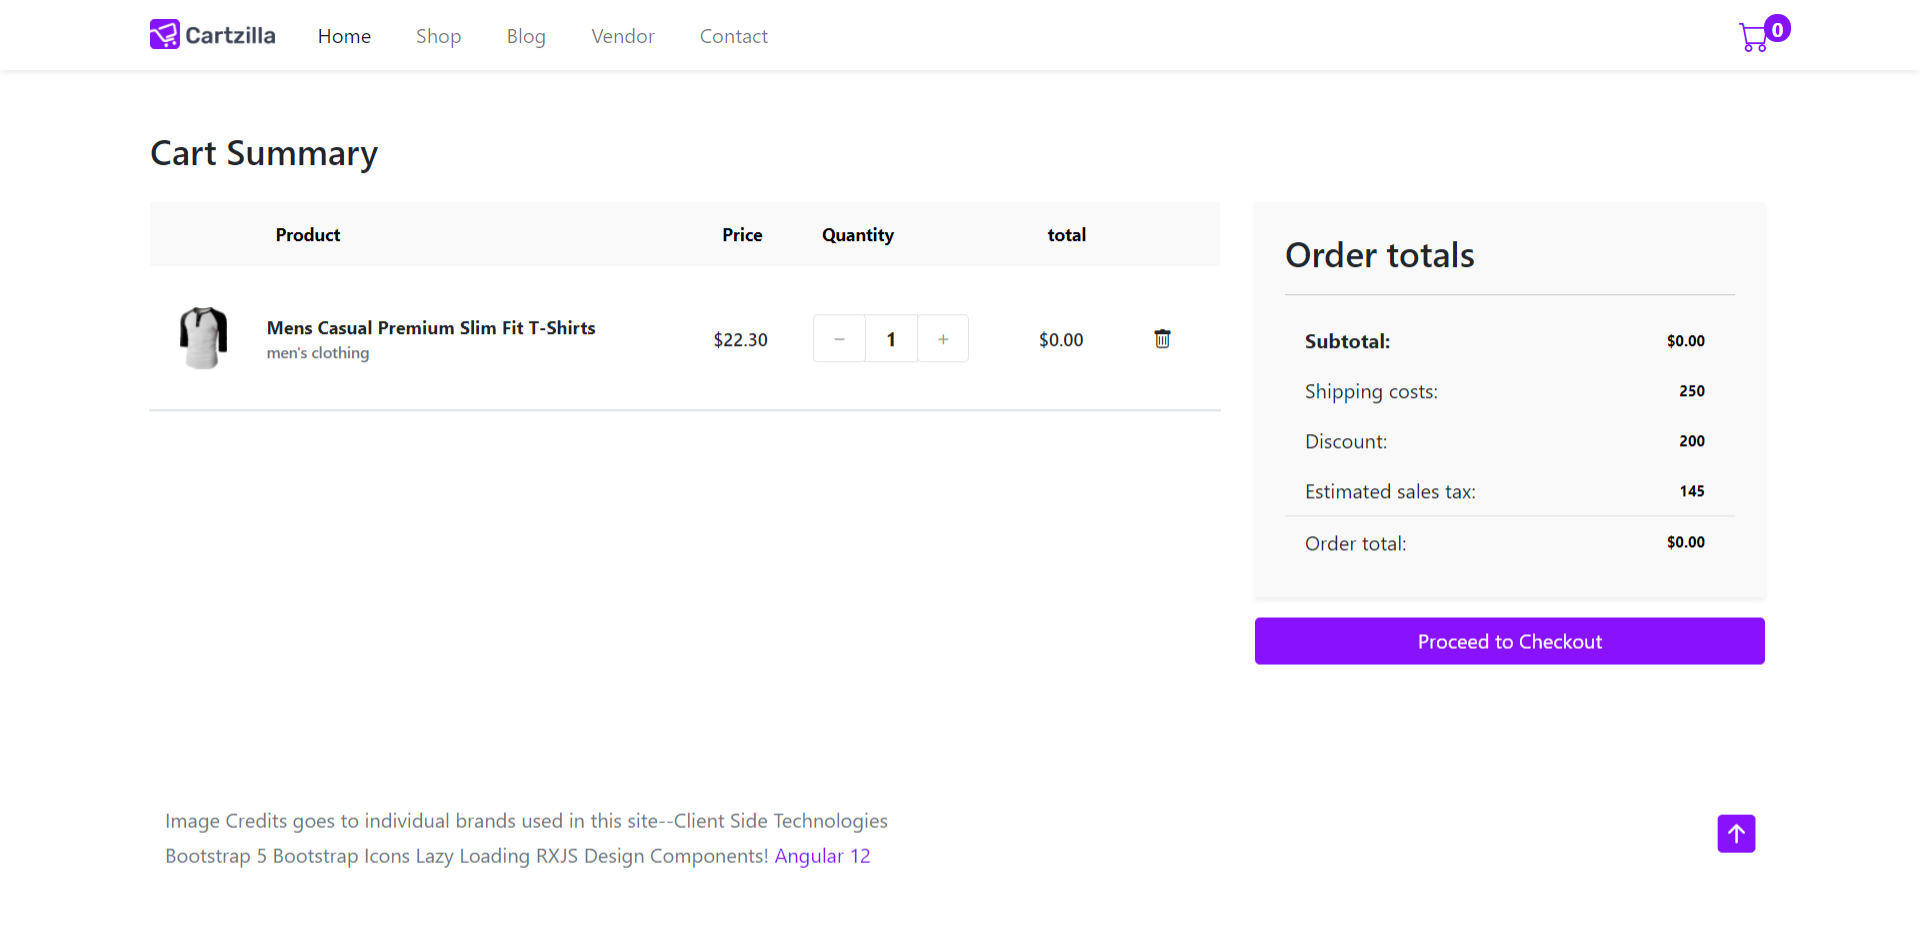 Cartzilla Home Shop Blog Vendor Contact 0
Cart Summary
Product Price Quantity total
Mens Casual Premium Slim Fit T-Shirts
men's clothing
$22.30 − 1 + $0.00
Order totals
Subtotal: $0.00
Shipping costs: 250
Discount: 200
Estimated sales tax: 145
Order total: $0.00
Proceed to Checkout
Image Credits goes to individual brands used in this site--Client Side Technologies
Bootstrap 5 Bootstrap Icons Lazy Loading RXJS Design Components! Angular 12